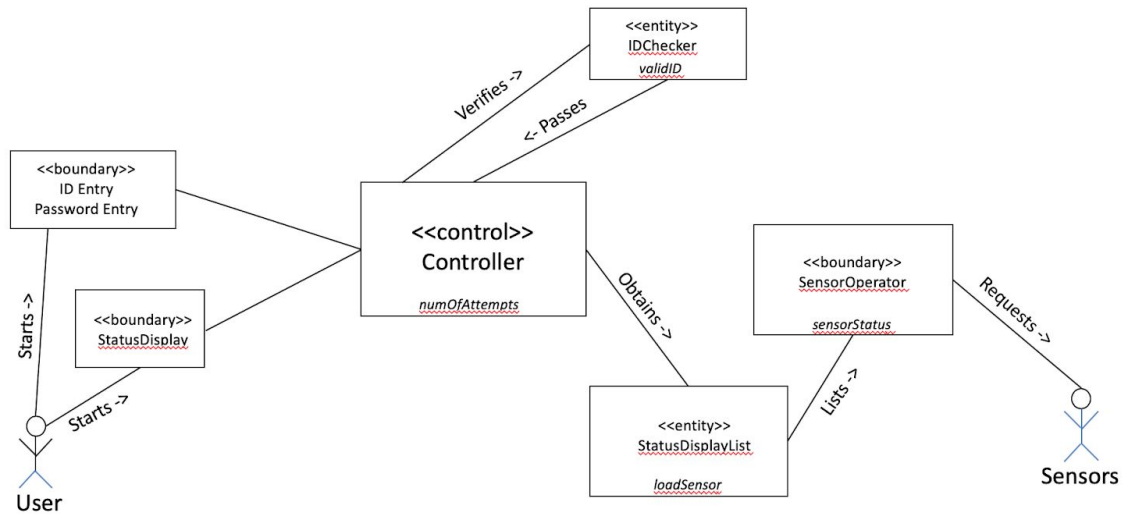 <<entity>>
IDChecker
validID
Verifies ->
<- Passes
<<boundary>>
ID Entry
Password Entry
<<control>>
Controller
numOfAttempts
<<boundary>>
SensorOperator
sensorStatus
Requests ->
Obtains ->
Starts ->
<<boundary>>
StatusDisplay
Starts ->
Lists ->
<<entity>>
StatusDisplayList
loadSensor
User
Sensors